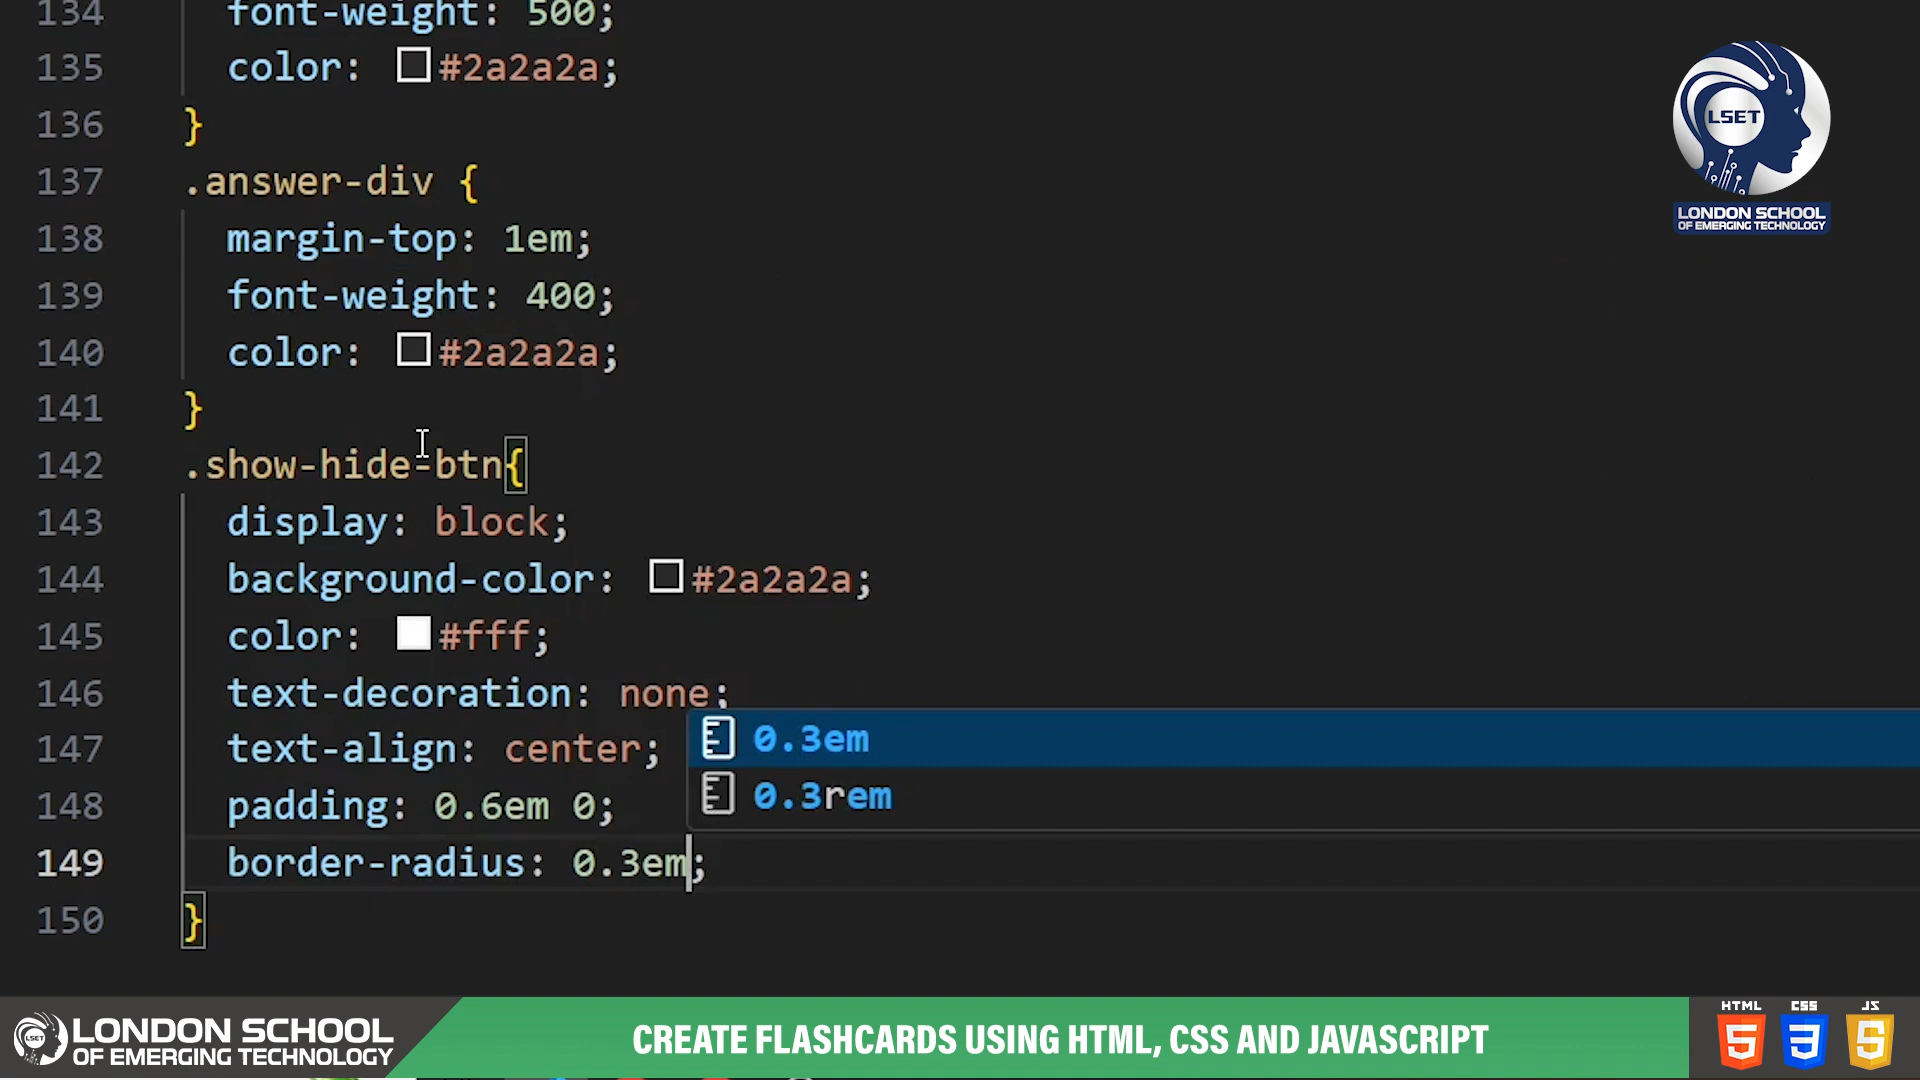 134 font-weight: 500;
135 color: #2a2a2a;
136 }
137 .answer-div {
138 margin-top: 1em;
139 font-weight: 400;
140 color: #2a2a2a;
141 }
142 .show-hide-btn{
143 display: block;
144 background-color: #2a2a2a;
145 color: #fff;
146 text-decoration: none;
147 text-align: center;
148 padding: 0.6em 0;
149 border-radius: 0.3em;
150 }
0.3em
0.3rem
LSET
LONDON SCHOOL
OF EMERGING TECHNOLOGY
LSET
LONDON SCHOOL
OF EMERGING TECHNOLOGY
CREATE FLASHCARDS USING HTML, CSS AND JAVASCRIPT
HTML CSS JS
5 3 5